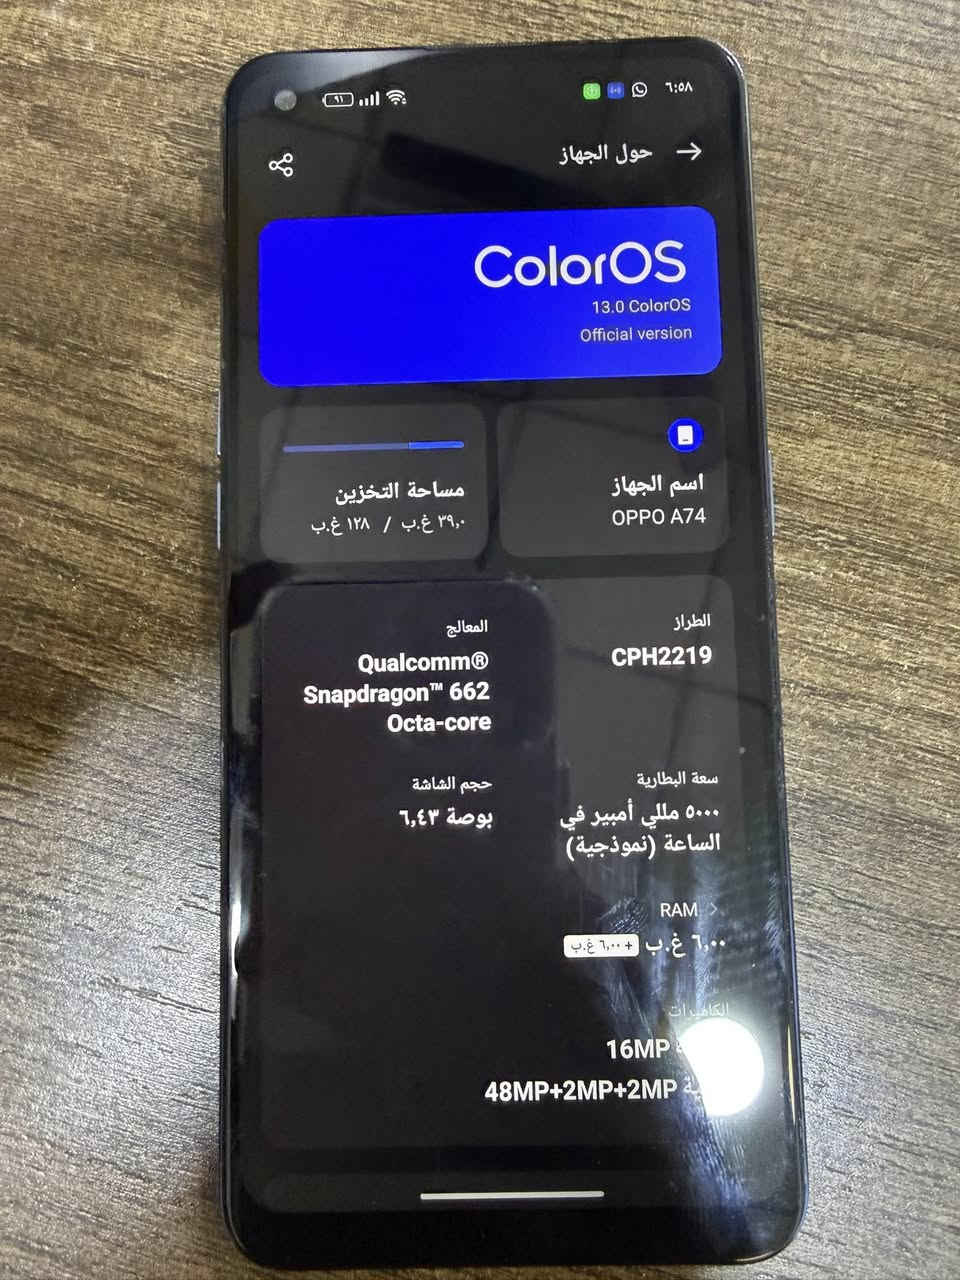 ٦:٥٨
٩١
حول الجهاز
ColorOS
13.0 ColorOS
Official version
اسم الجهاز
OPPO A74
مساحة التخزين
٣٩,٠ غ.ب / ١٢٨ غ.ب
الطراز
CPH2219
المعالج
Qualcomm®
Snapdragon™ 662
Octa-core
سعة البطارية
٥٠٠٠ مللي أمبير في
الساعة (نموذجية)
حجم الشاشة
٦,٤٣ بوصة
RAM
٦,٠٠ غ.ب + ٦,٠٠ غ.ب
الكاميرات
16MP
48MP+2MP+2MP